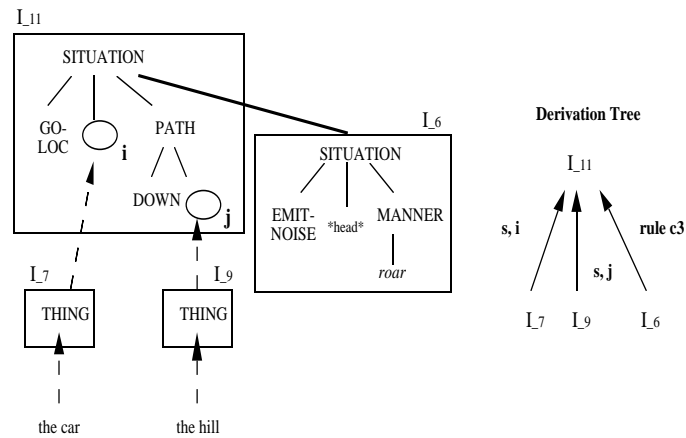 I_11
SITUATION
GO-
LOC
i
PATH
DOWN
j
I_6
SITUATION
EMIT-
NOISE
*head*
MANNER
roar
I_7
THING
the car
I_9
THING
the hill
Derivation Tree
I_11
s, i
s, j
rule c3
I_7 I_9 I_6